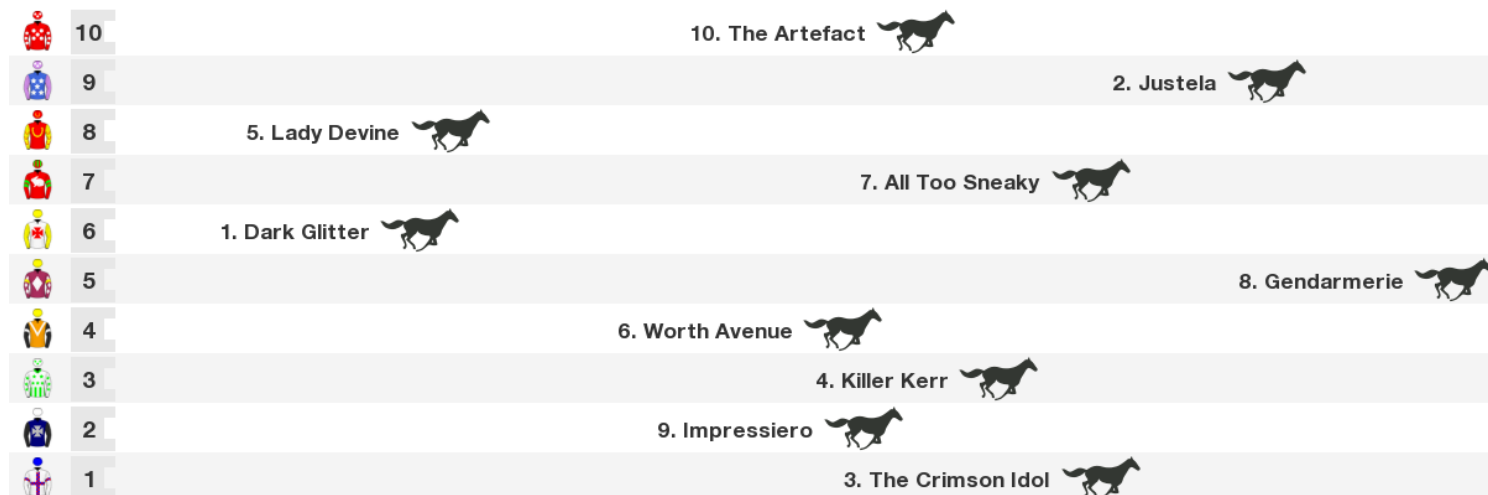 10 10. The Artefact
9 2. Justela
8 5. Lady Devine
7 7. All Too Sneaky
6 1. Dark Glitter
5 8. Gendarmerie
4 6. Worth Avenue
3 4. Killer Kerr
2 9. Impressiero
1 3. The Crimson Idol